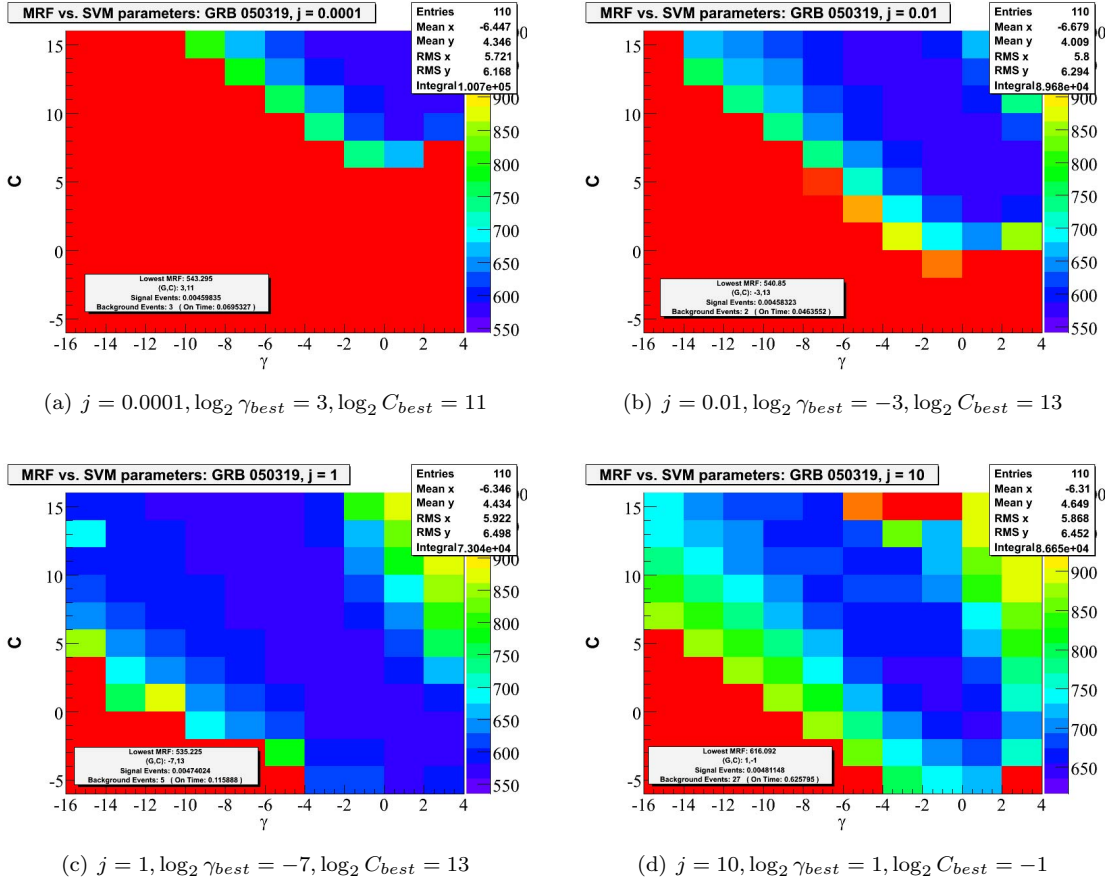 MRF vs. SVM parameters: GRB 050319, j = 0.0001
Entries 110
Mean x -6.447
Mean y 4.346
RMS x 5.721
RMS y 6.168
Integral 1.007e+05
C
15
10
5
0
-5
-16 -14 -12 -10 -8 -6 -4 -2 0 2 4
γ
900
850
800
750
700
650
600
550
Lowest MRF: 543.295
(G,C): 3,11
Signal Events: 0.00459835
Background Events: 3 ( On Time: 0.0695327)
(a) j = 0.0001, log₂ γbest = 3, log₂ Cbest = 11
MRF vs. SVM parameters: GRB 050319, j = 0.01
Entries 110
Mean x -6.679
Mean y 4.009
RMS x 5.8
RMS y 6.294
Integral 8.968e+04
C
15
10
5
0
-5
-16 -14 -12 -10 -8 -6 -4 -2 0 2 4
γ
900
850
800
750
700
650
600
550
Lowest MRF: 540.85
(G,C): -3,13
Signal Events: 0.00458323
Background Events: 2 ( On Time: 0.0463552)
(b) j = 0.01, log₂ γbest = −3, log₂ Cbest = 13
MRF vs. SVM parameters: GRB 050319, j = 1
Entries 110
Mean x -6.346
Mean y 4.434
RMS x 5.922
RMS y 6.498
Integral 7.304e+04
C
15
10
5
0
-5
-16 -14 -12 -10 -8 -6 -4 -2 0 2 4
γ
900
850
800
750
700
650
600
550
Lowest MRF: 535.225
(G,C): -7,13
Signal Events: 0.00474024
Background Events: 5 ( On Time: 0.115888)
(c) j = 1, log₂ γbest = −7, log₂ Cbest = 13
MRF vs. SVM parameters: GRB 050319, j = 10
Entries 110
Mean x -6.31
Mean y 4.649
RMS x 5.868
RMS y 6.452
Integral 8.665e+04
C
15
10
5
0
-5
-16 -14 -12 -10 -8 -6 -4 -2 0 2 4
γ
900
850
800
750
700
650
Lowest MRF: 616.092
(G,C): 1,-1
Signal Events: 0.00481148
Background Events: 27 ( On Time: 0.625795)
(d) j = 10, log₂ γbest = 1, log₂ Cbest = −1